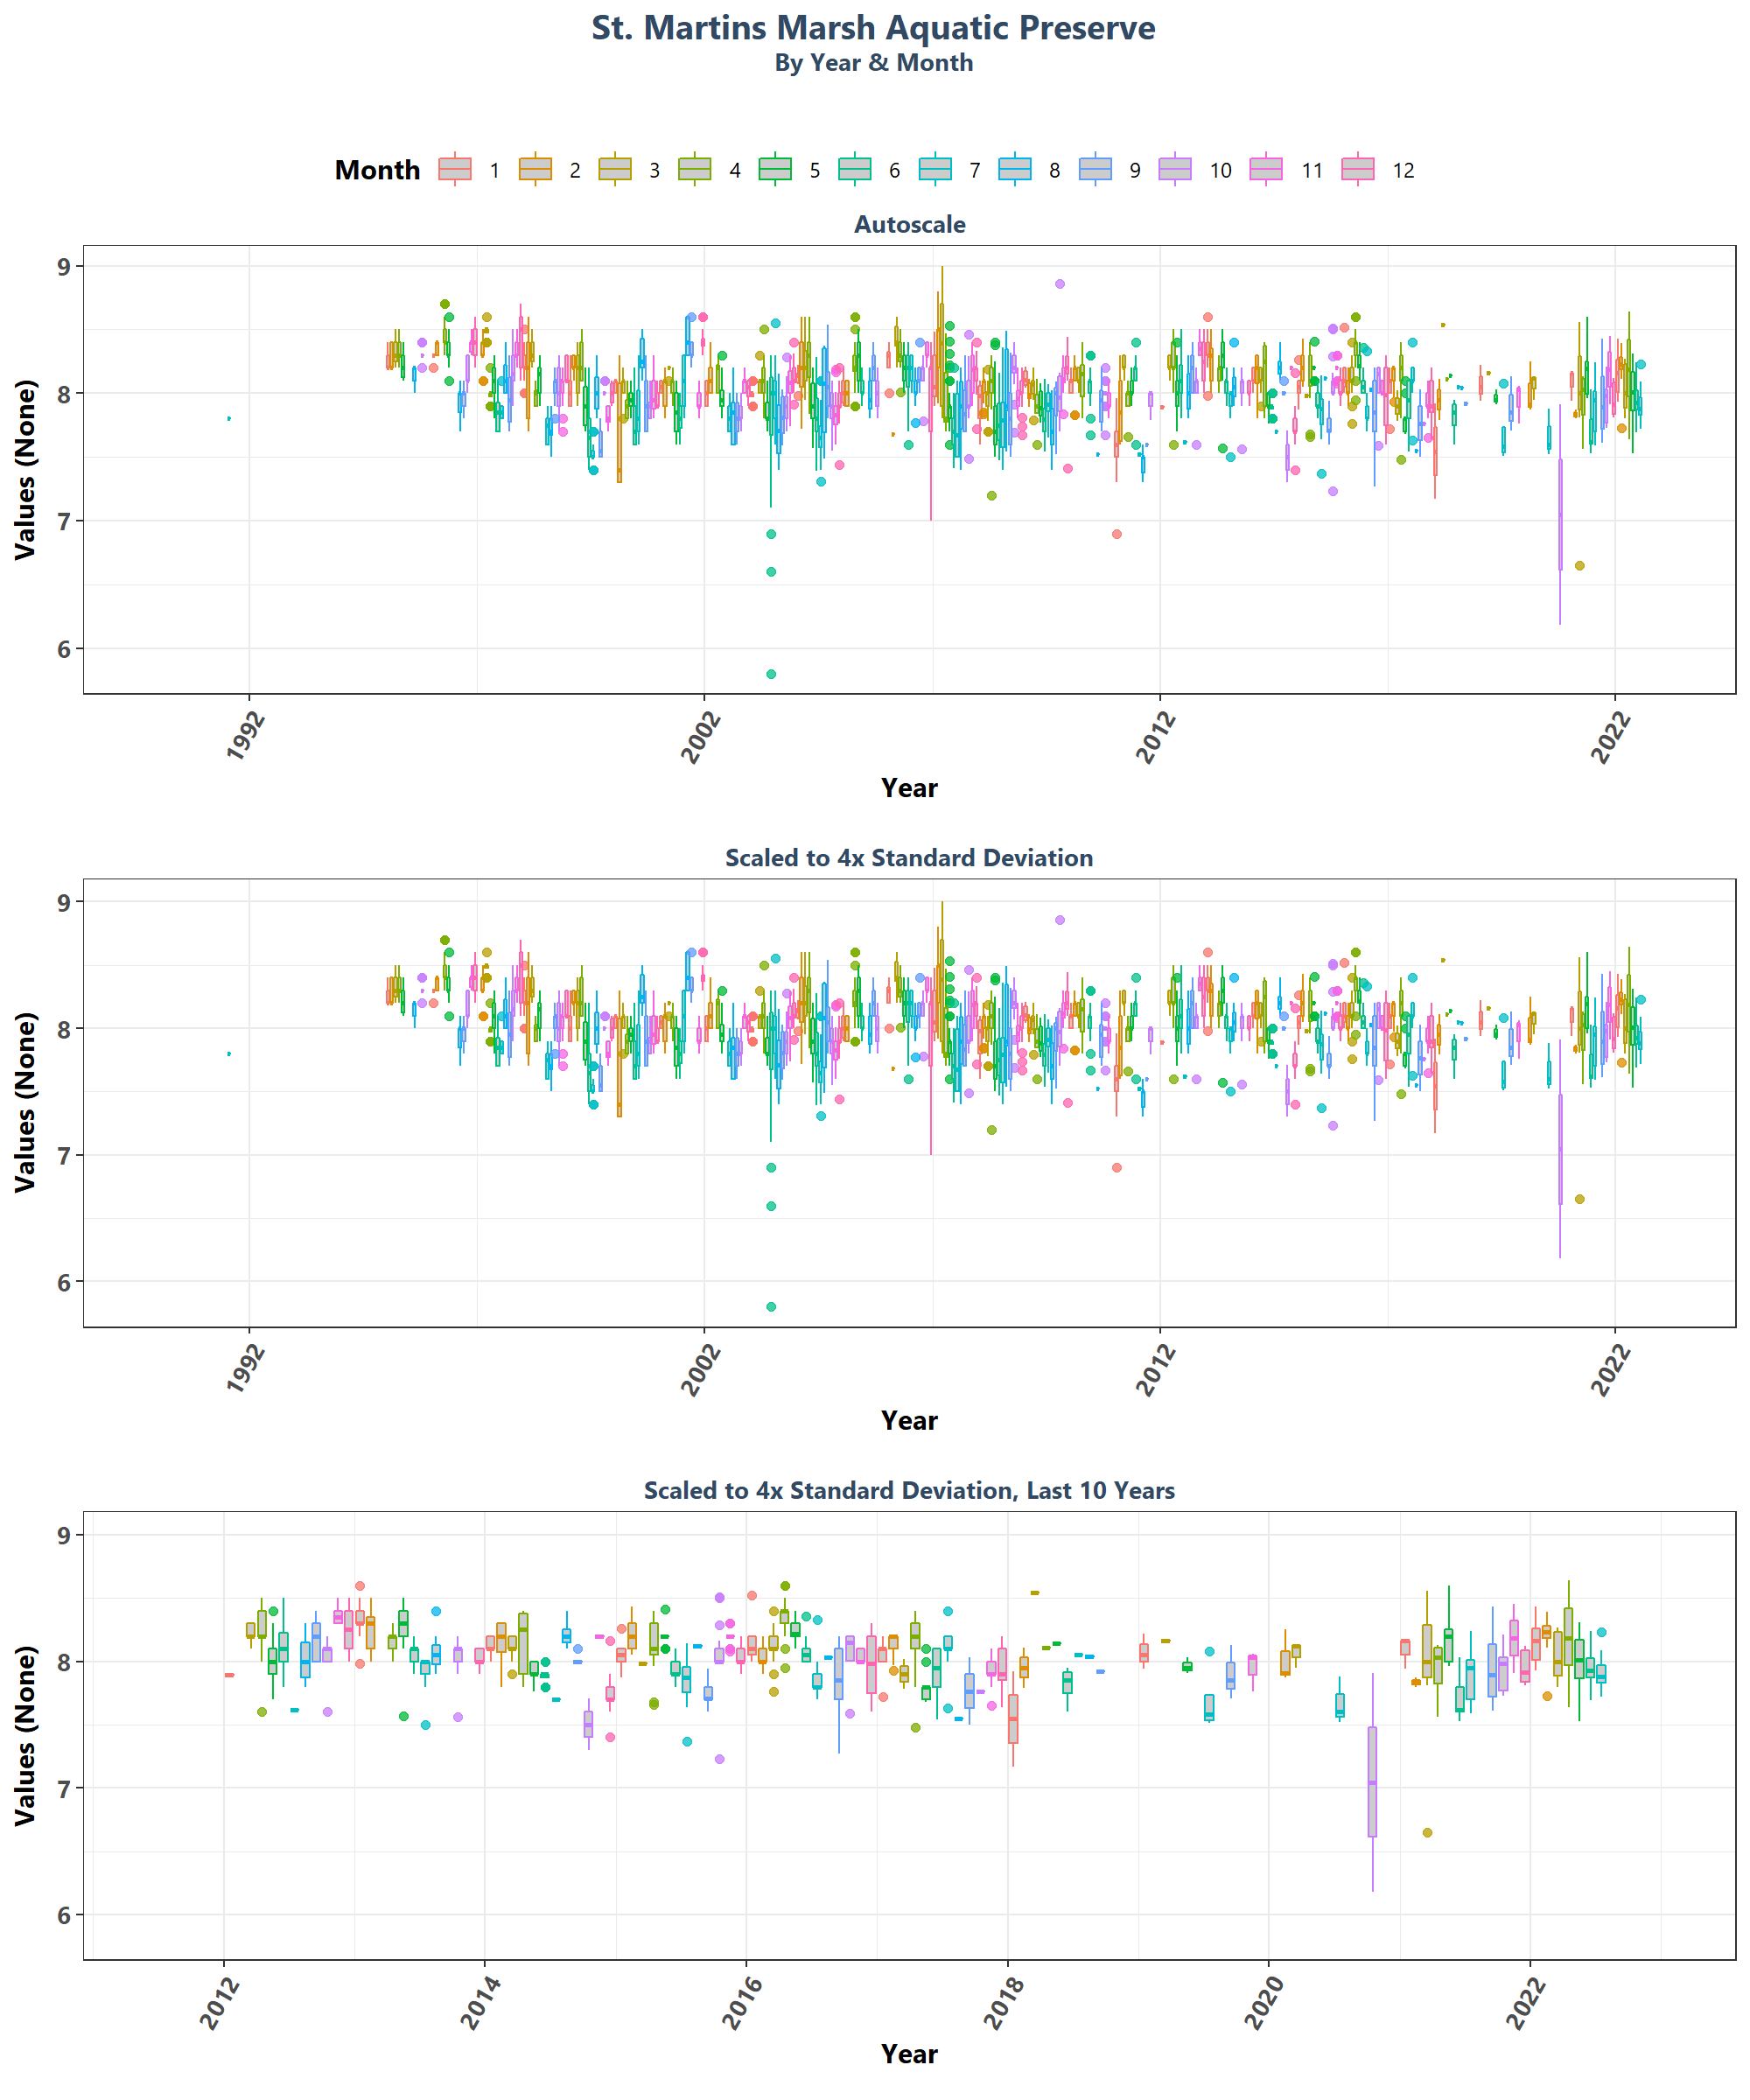 St. Martins Marsh Aquatic Preserve
By Year & Month
Month 1 2 3 4 5 6 7 8 9 10 11 12
Autoscale
Values (None)
9
8
7
6
1992 2002 2012 2022
Year
Scaled to 4x Standard Deviation
Values (None)
9
8
7
6
1992 2002 2012 2022
Year
Scaled to 4x Standard Deviation, Last 10 Years
Values (None)
9
8
7
6
2012 2014 2016 2018 2020 2022
Year